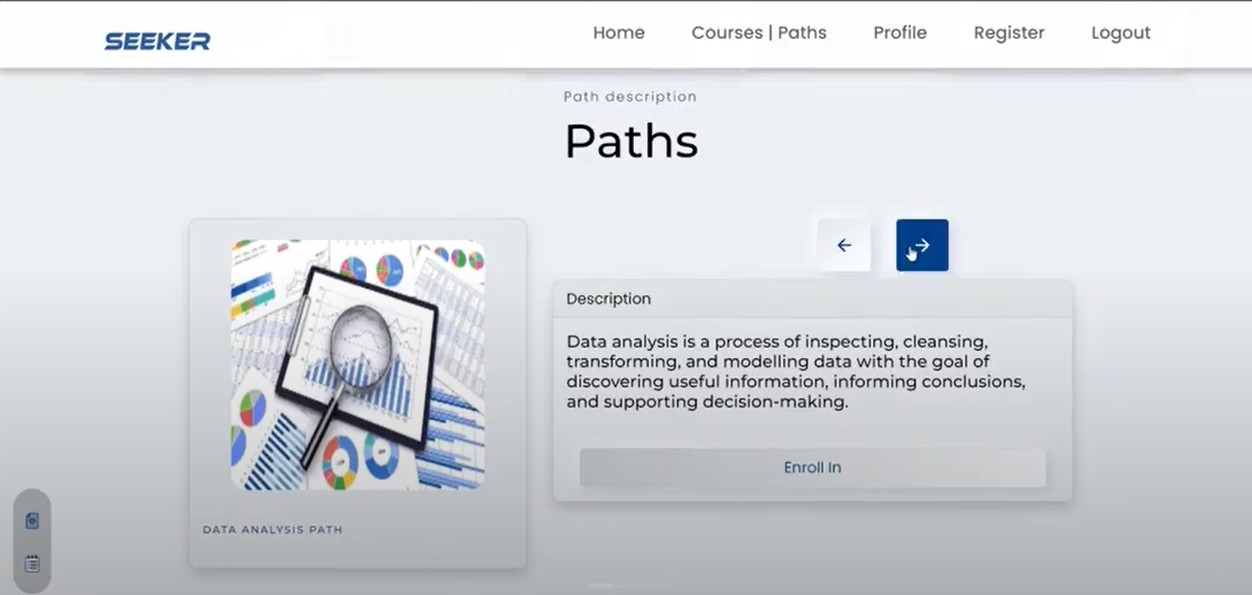 SEEKER
Home
Courses | Paths
Profile
Register
Logout
Path description
Paths
Description
Data analysis is a process of inspecting, cleansing,
transforming, and modelling data with the goal of
discovering useful information, informing conclusions,
and supporting decision-making.
Enroll In
DATA ANALYSIS PATH